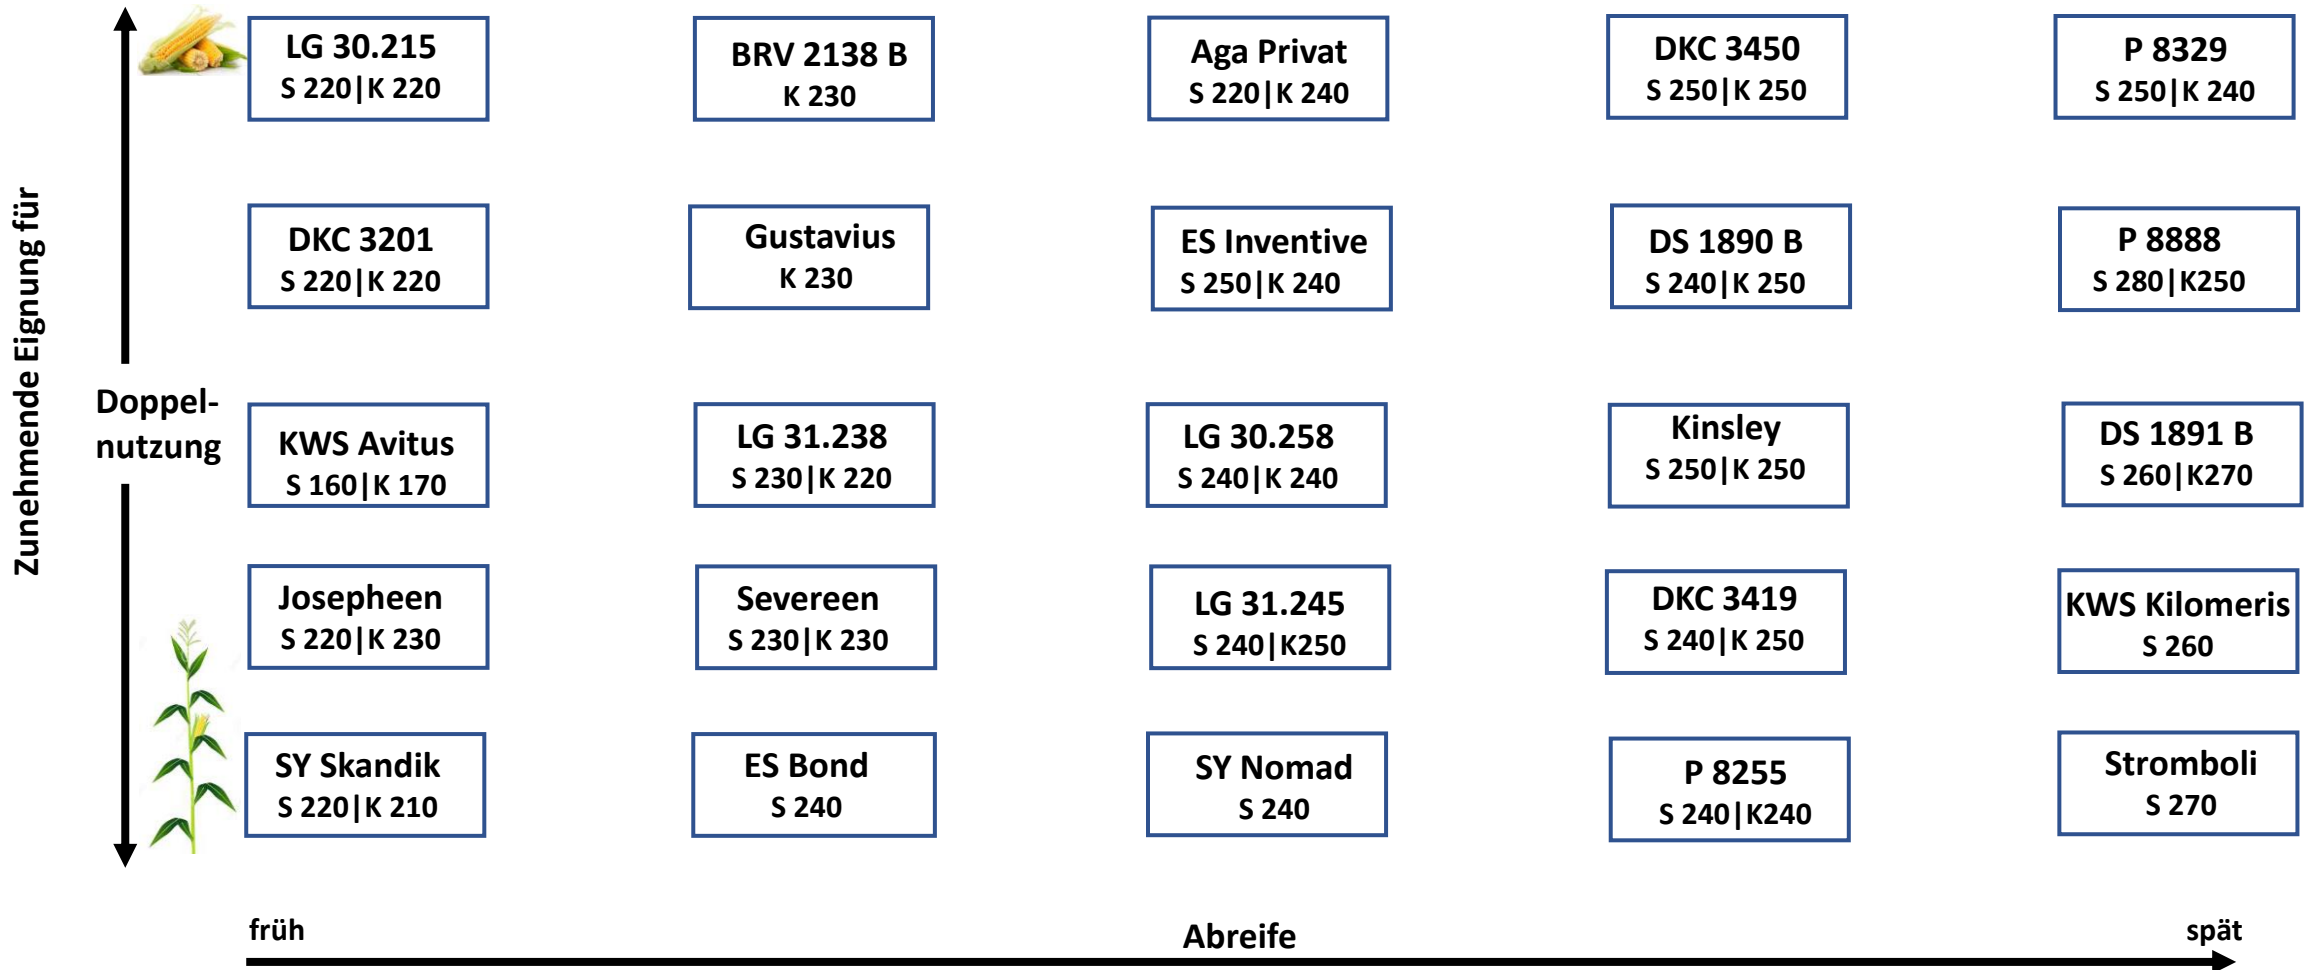 Zunehmende Eignung für
Doppel-
nutzung
LG 30.215
S 220|K 220
BRV 2138 B
K 230
Aga Privat
S 220|K 240
DKC 3450
S 250|K 250
P 8329
S 250|K 240
DKC 3201
S 220|K 220
Gustavius
K 230
ES Inventive
S 250|K 240
DS 1890 B
S 240|K 250
P 8888
S 280|K250
KWS Avitus
S 160|K 170
LG 31.238
S 230|K 220
LG 30.258
S 240|K 240
Kinsley
S 250|K 250
DS 1891 B
S 260|K270
Josepheen
S 220|K 230
Severeen
S 230|K 230
LG 31.245
S 240|K250
DKC 3419
S 240|K 250
KWS Kilomeris
S 260
SY Skandik
S 220|K 210
ES Bond
S 240
SY Nomad
S 240
P 8255
S 240|K240
Stromboli
S 270
früh
Abreife
spät